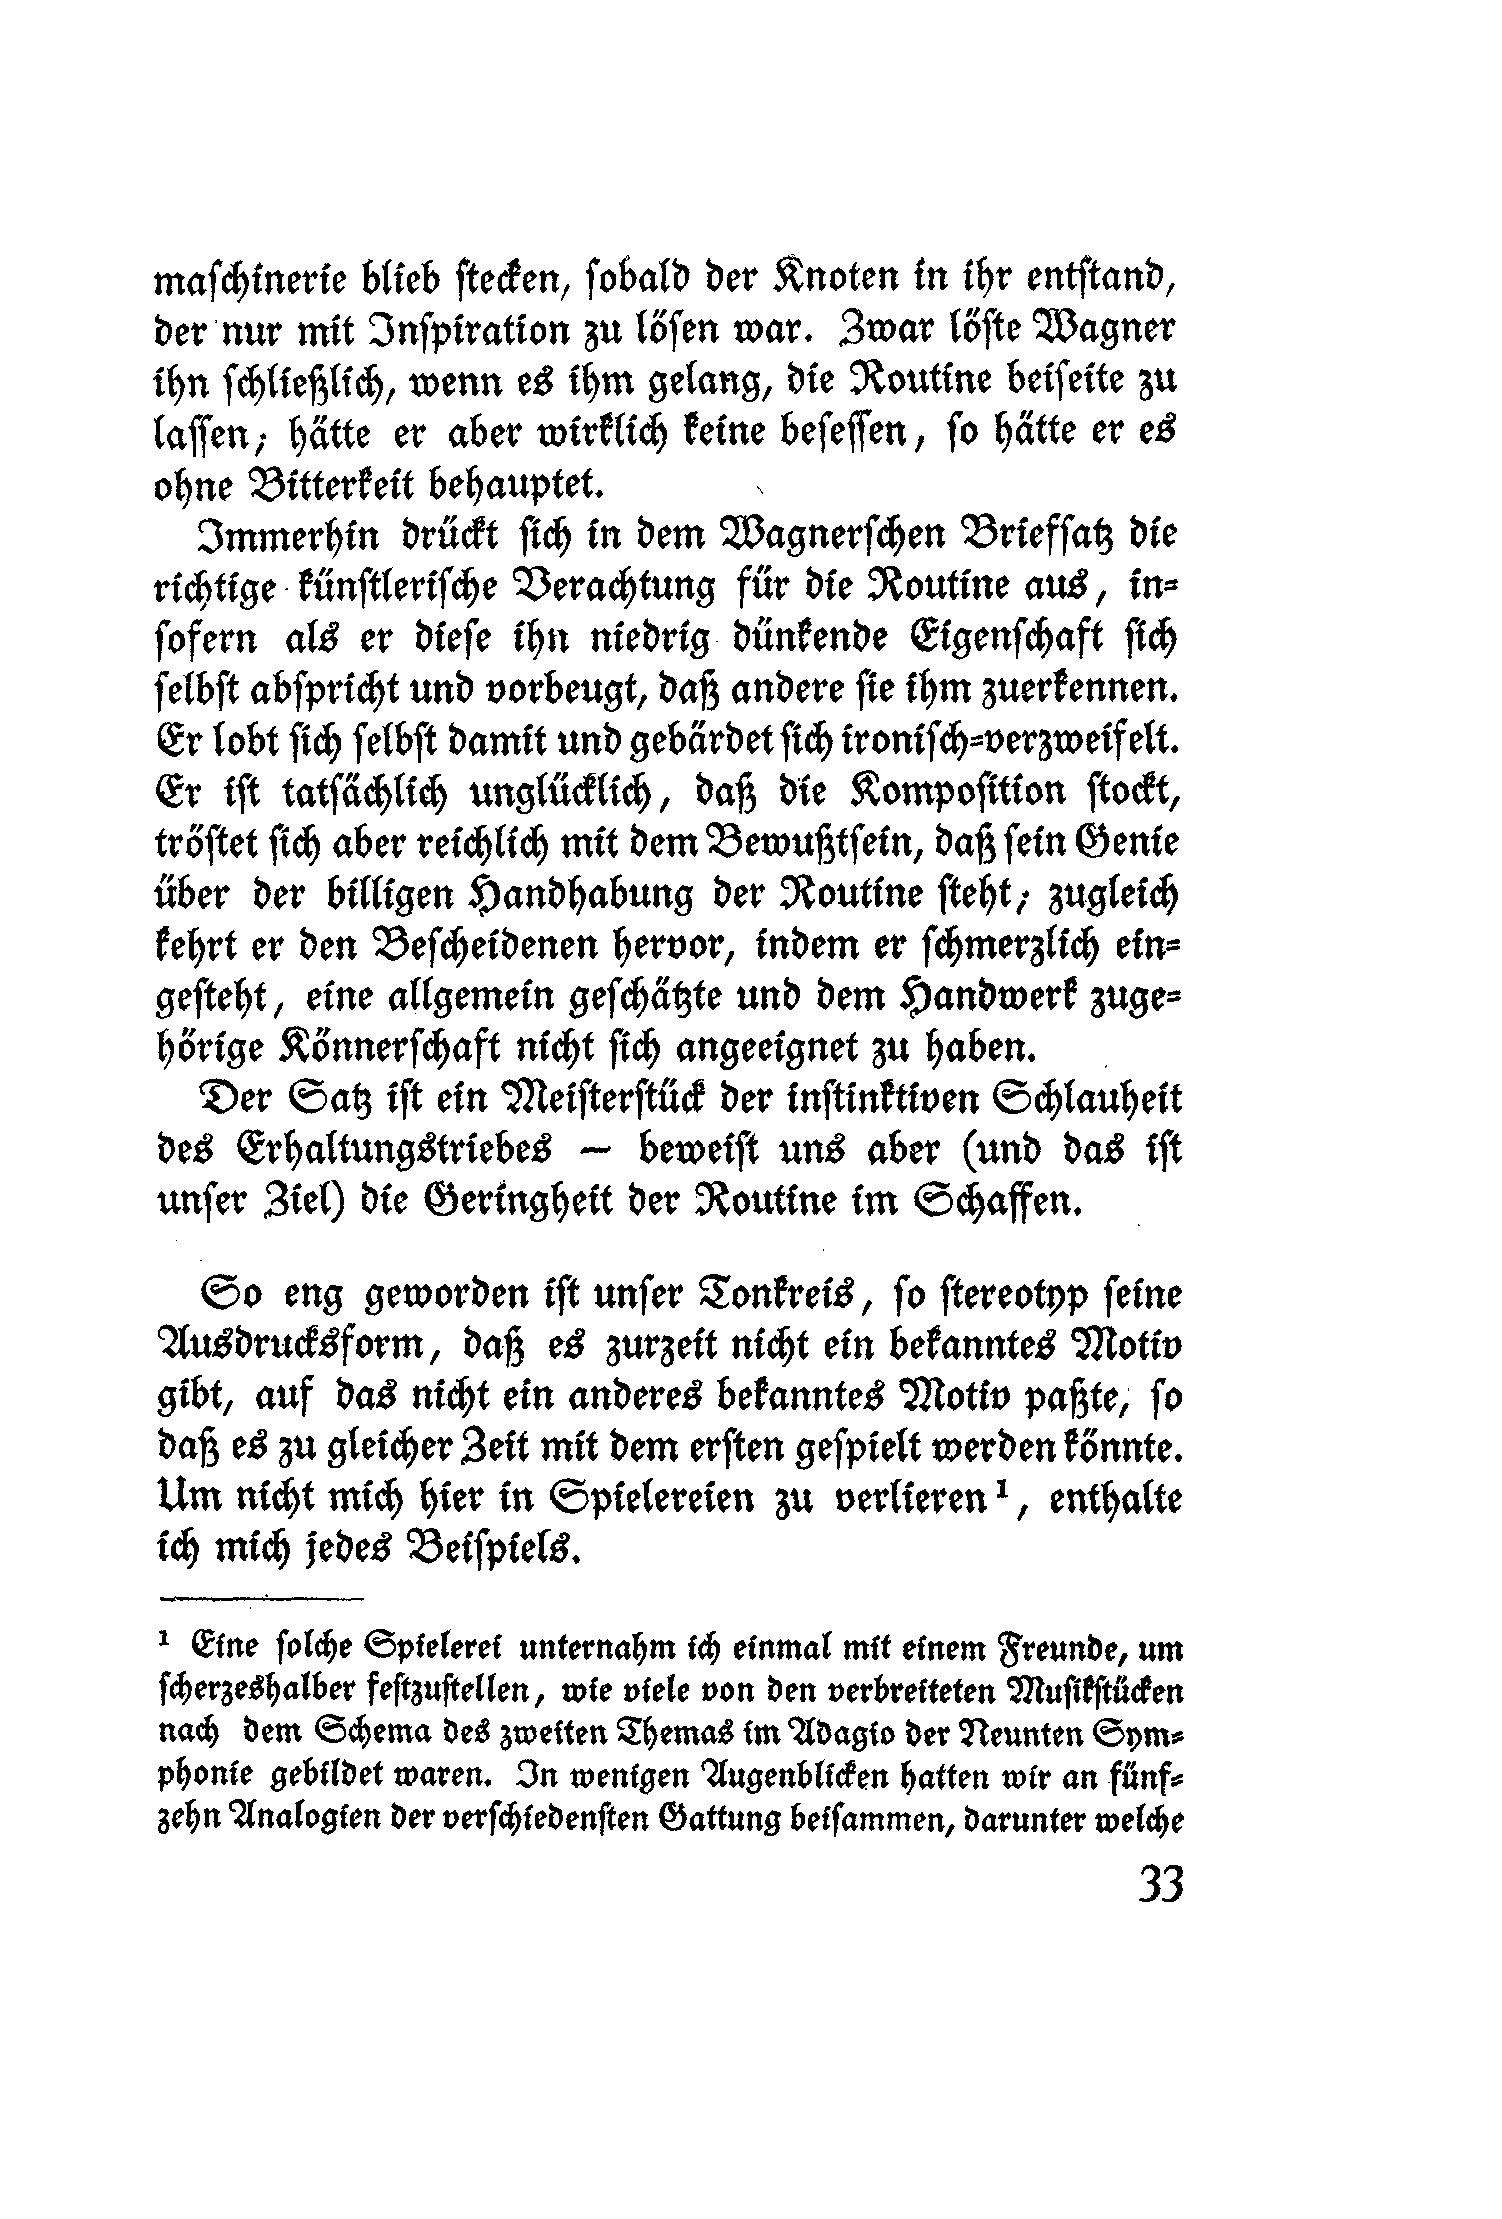 maſchinerie blieb ſtecken, ſobald der Knoten in ihr entſtand,
der nur mit Inſpiration zu löſen war. Zwar löſte Wagner
ihn ſchließlich, wenn es ihm gelang, die Routine beiſeite zu
laſſen; hätte er aber wirklich keine beſeſſen, ſo hätte er es
ohne Bitterkeit behauptet.
Immerhin drückt ſich in dem Wagnerſchen Briefſatz die
richtige künſtleriſche Verachtung für die Routine aus, in-
ſofern als er dieſe ihn niedrig dünkende Eigenſchaft ſich
ſelbſt abſpricht und vorbeugt, daß andere ſie ihm zuerkennen.
Er lobt ſich ſelbſt damit und gebärdet ſich ironiſch-verzweifelt.
Er iſt tatſächlich unglücklich, daß die Kompoſition ſtockt,
tröſtet ſich aber reichlich mit dem Bewußtſein, daß ſein Genie
über der billigen Handhabung der Routine ſteht; zugleich
kehrt er den Beſcheidenen hervor, indem er ſchmerzlich ein-
geſteht, eine allgemein geſchätzte und dem Handwerk zuge-
hörige Könnerſchaft nicht ſich angeeignet zu haben.
Der Satz iſt ein Meiſterſtück der inſtinktiven Schlauheit
des Erhaltungstriebes — beweiſt uns aber (und das iſt
unſer Ziel) die Geringheit der Routine im Schaffen.
So eng geworden iſt unſer Tonkreis, ſo ſtereotyp ſeine
Ausdrucksform, daß es zurzeit nicht ein bekanntes Motiv
gibt, auf das nicht ein anderes bekanntes Motiv paßte, ſo
daß es zu gleicher Zeit mit dem erſten geſpielt werden könnte.
Um nicht mich hier in Spielereien zu verlieren¹, enthalte
ich mich jedes Beiſpiels.
¹ Eine ſolche Spielerei unternahm ich einmal mit einem Freunde, um
ſcherzeshalber feſtzuſtellen, wie viele von den verbreiteten Muſikſtücken
nach dem Schema des zweiten Themas im Adagio der Neunten Sym-
phonie gebildet waren. In wenigen Augenblicken hatten wir an fünf-
zehn Analogien der verſchiedenſten Gattung beiſammen, darunter welche
33